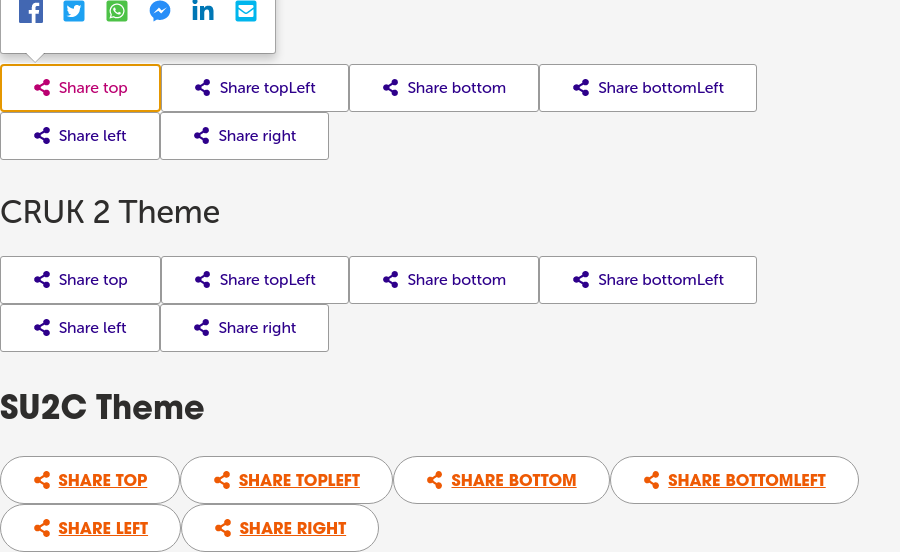 Share top Share topLeft Share bottom Share bottomLeft
Share left Share right
CRUK 2 Theme
Share top Share topLeft Share bottom Share bottomLeft
Share left Share right
SU2C Theme
SHARE TOP SHARE TOPLEFT SHARE BOTTOM SHARE BOTTOMLEFT
SHARE LEFT SHARE RIGHT